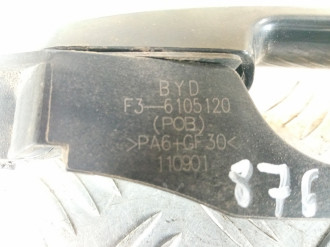 BYD
F3-6105120
(POB)
>PA6+GF30<
110901
876